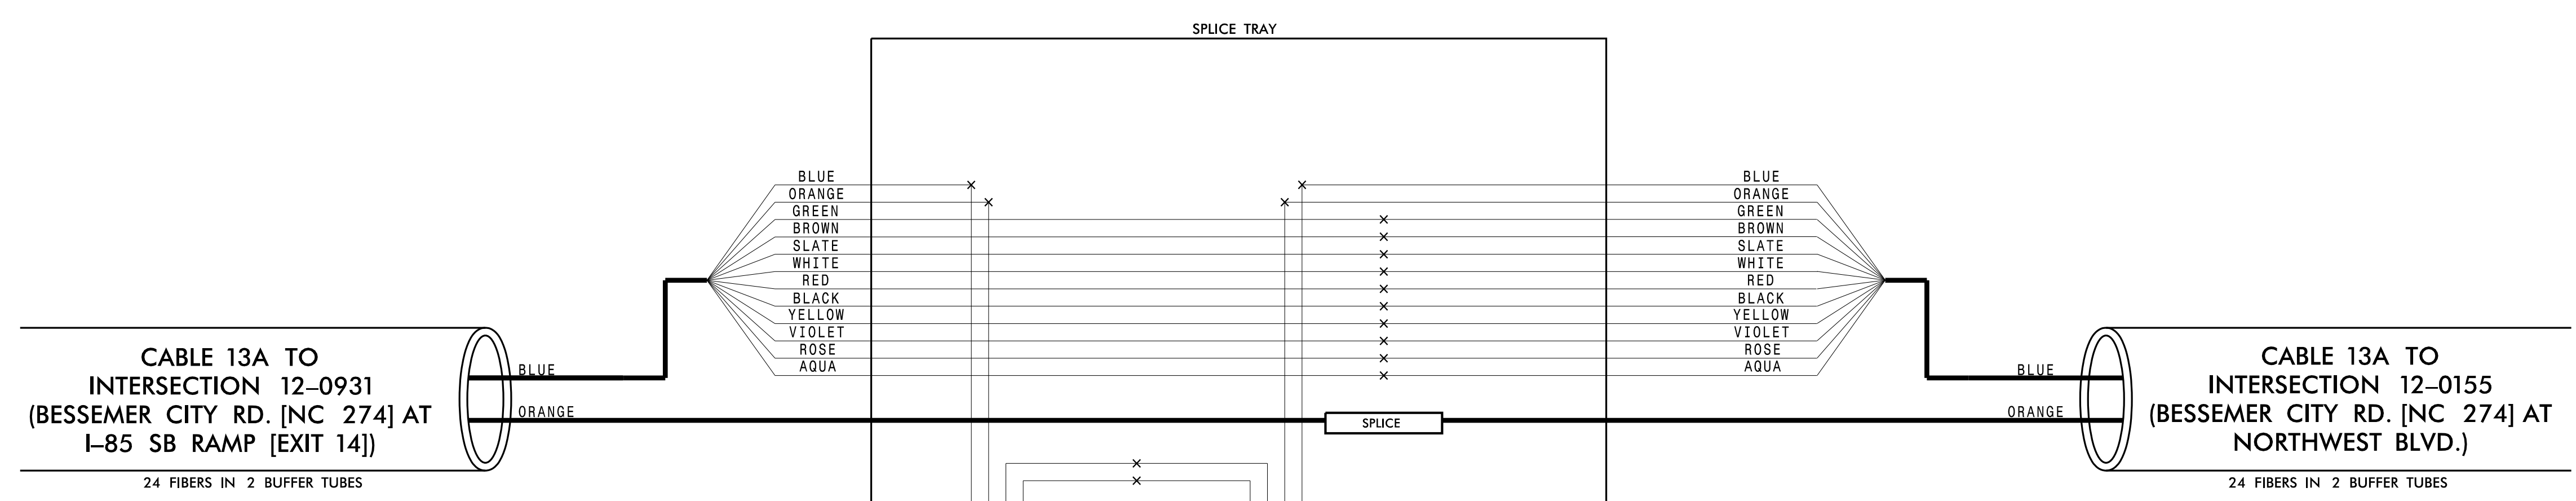 SPLICE TRAY
BLUE
ORANGE
GREEN
BROWN
SLATE
WHITE
RED
BLACK
YELLOW
VIOLET
ROSE
AQUA
BLUE
ORANGE
GREEN
BROWN
SLATE
WHITE
RED
BLACK
YELLOW
VIOLET
ROSE
AQUA
CABLE 13A TO
INTERSECTION 12–0931
(BESSEMER CITY RD. [NC 274] AT
I–85 SB RAMP [EXIT 14])
24 FIBERS IN 2 BUFFER TUBES
BLUE
ORANGE
SPLICE
BLUE
ORANGE
CABLE 13A TO
INTERSECTION 12–0155
(BESSEMER CITY RD. [NC 274] AT
NORTHWEST BLVD.)
24 FIBERS IN 2 BUFFER TUBES